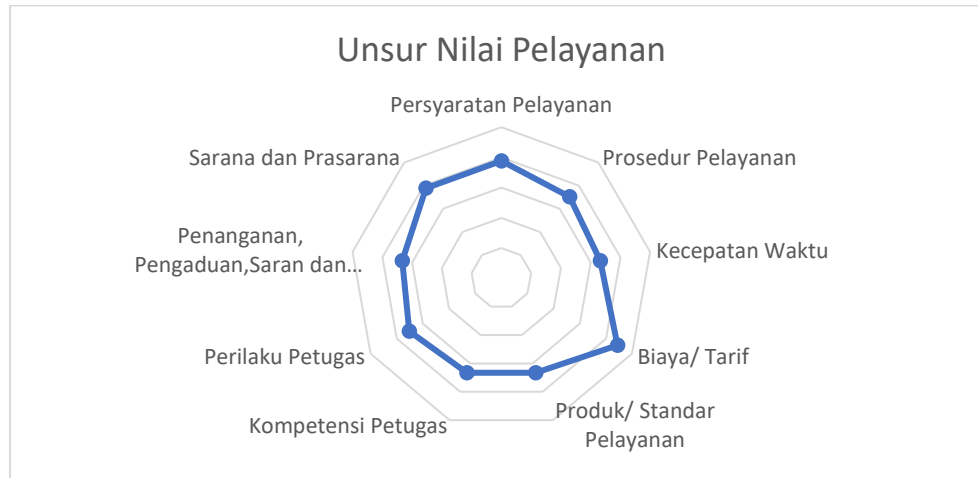 Unsur Nilai Pelayanan
Persyaratan Pelayanan
Prosedur Pelayanan
Kecepatan Waktu
Biaya/ Tarif
Produk/ Standar
Pelayanan
Kompetensi Petugas
Perilaku Petugas
Penanganan,
Pengaduan,Saran dan...
Sarana dan Prasarana